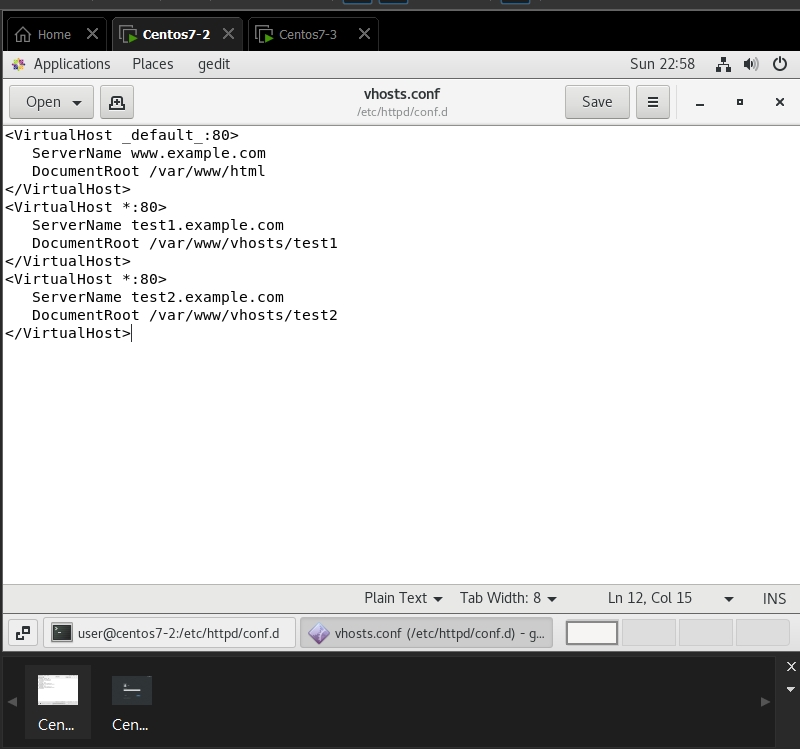 Home
Centos7-2
Centos7-3
Applications Places gedit Sun 22:58
Open
vhosts.conf
/etc/httpd/conf.d
Save
<VirtualHost _default_:80>
   ServerName www.example.com
   DocumentRoot /var/www/html
</VirtualHost>
<VirtualHost *:80>
   ServerName test1.example.com
   DocumentRoot /var/www/vhosts/test1
</VirtualHost>
<VirtualHost *:80>
   ServerName test2.example.com
   DocumentRoot /var/www/vhosts/test2
</VirtualHost>
Plain Text Tab Width: 8 Ln 12, Col 15 INS
user@centos7-2:/etc/httpd/conf.d
vhosts.conf (/etc/httpd/conf.d) - g...
Cen...
Cen...